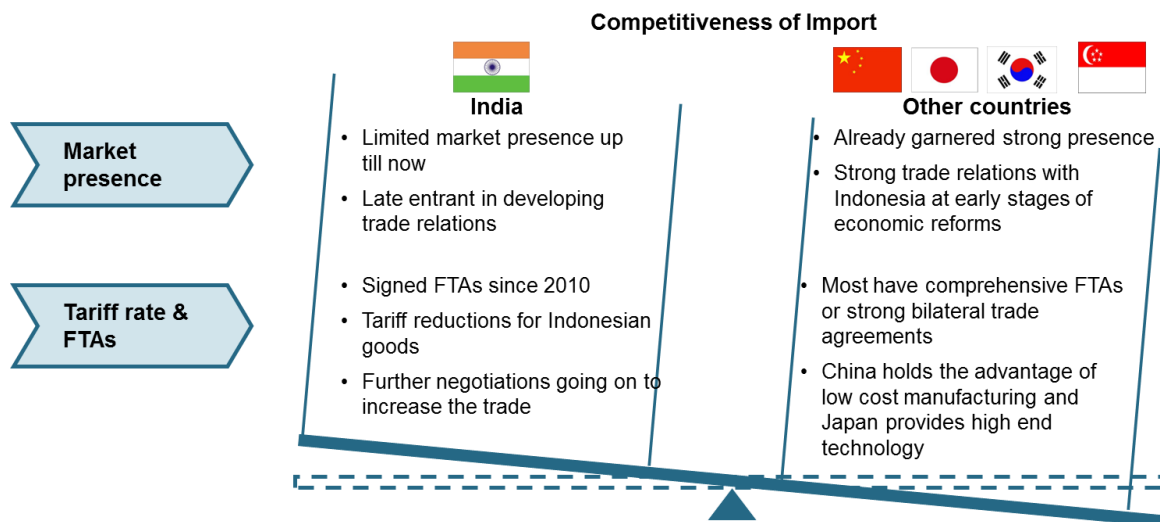 Competitiveness of Import
India
Other countries
Market
presence
• Limited market presence up
till now
• Late entrant in developing
trade relations
• Already garnered strong presence
• Strong trade relations with
Indonesia at early stages of
economic reforms
Tariff rate &
FTAs
• Signed FTAs since 2010
• Tariff reductions for Indonesian
goods
• Further negotiations going on to
increase the trade
• Most have comprehensive FTAs
or strong bilateral trade
agreements
• China holds the advantage of
low cost manufacturing and
Japan provides high end
technology